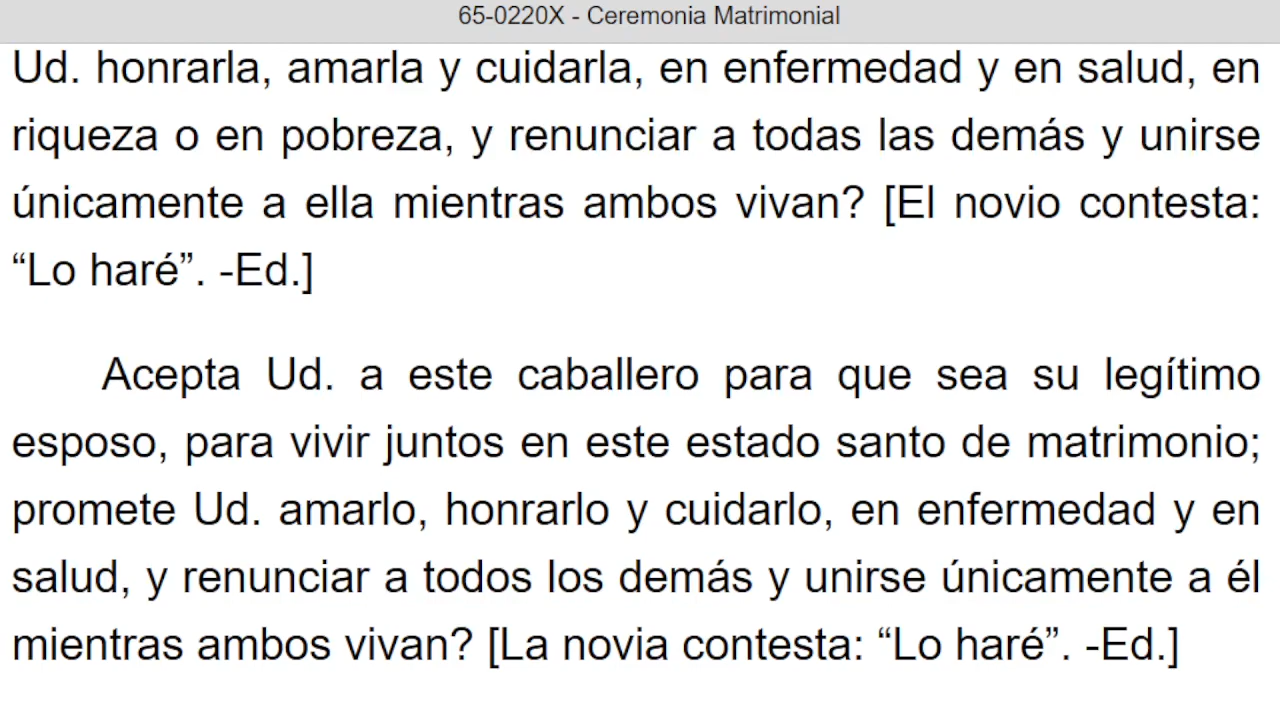 65-0220X - Ceremonia Matrimonial
Ud. honrarla, amarla y cuidarla, en enfermedad y en salud, en
riqueza o en pobreza, y renunciar a todas las demás y unirse
únicamente a ella mientras ambos vivan? [El novio contesta:
“Lo haré”. -Ed.]
Acepta Ud. a este caballero para que sea su legítimo
esposo, para vivir juntos en este estado santo de matrimonio;
promete Ud. amarlo, honrarlo y cuidarlo, en enfermedad y en
salud, y renunciar a todos los demás y unirse únicamente a él
mientras ambos vivan? [La novia contesta: “Lo haré”. -Ed.]